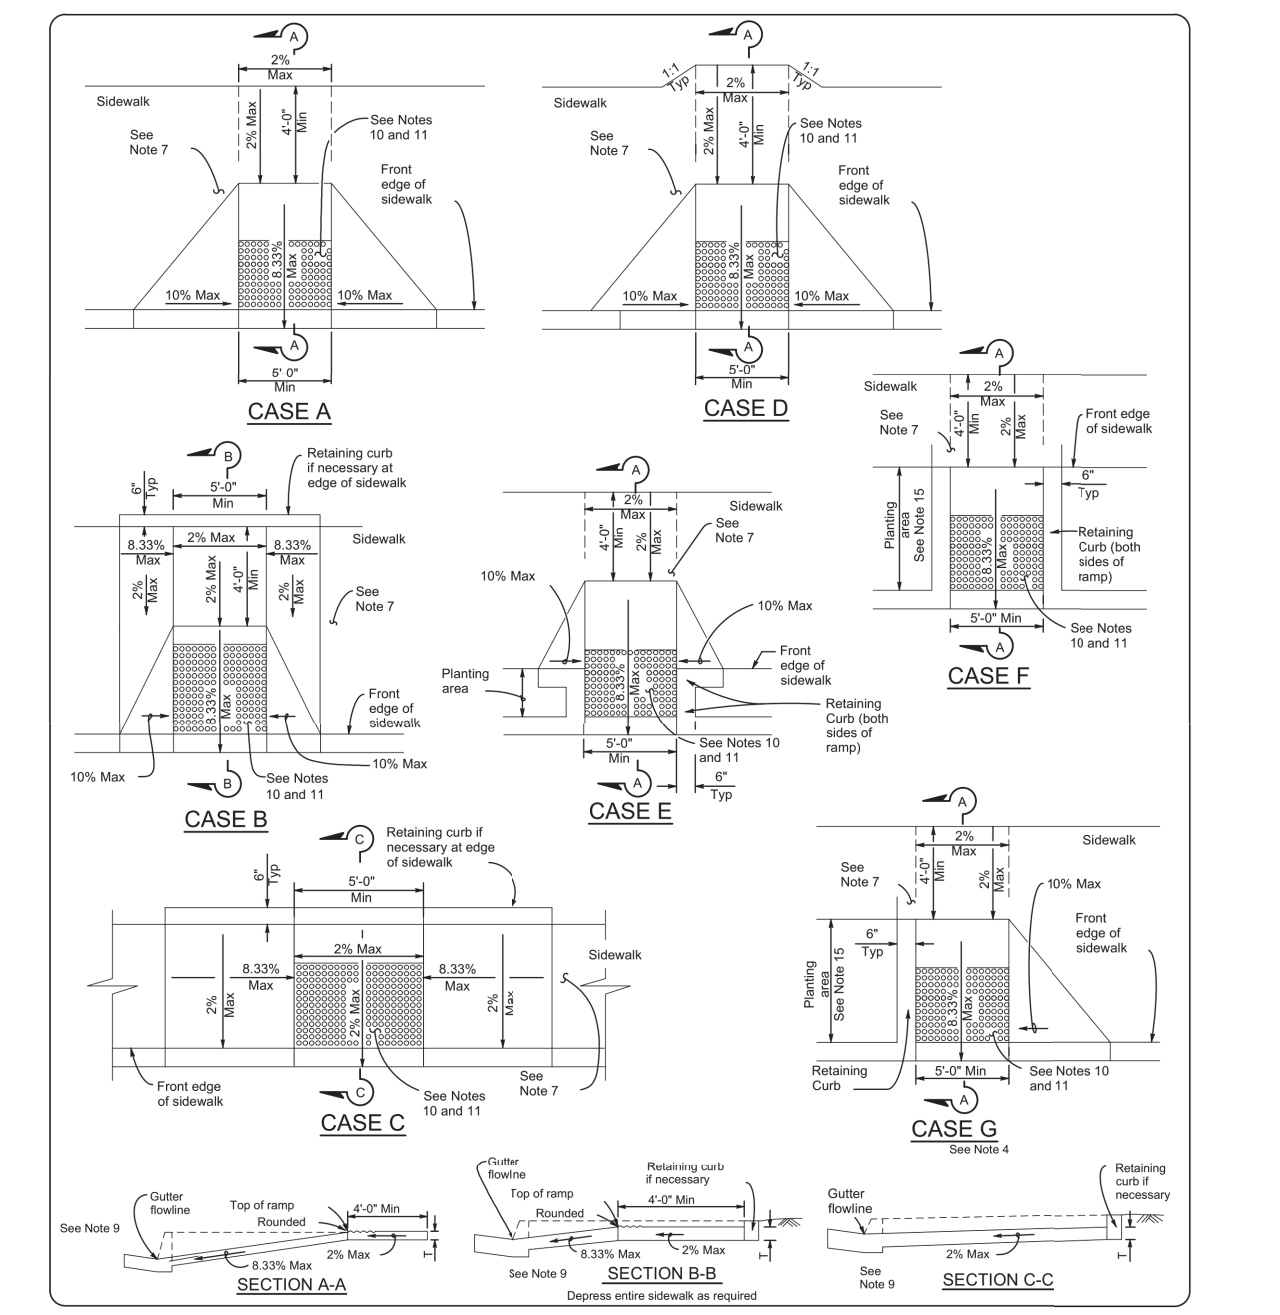 A
2%
Max
Sidewalk
2% Max
4'-0"
Min
See Notes
10 and 11
See
Note 7
Front
edge of
sidewalk
8.33%
Max
10% Max
10% Max
A
5'-0"
Min
CASE A
A
1:1
Typ
1:1
Typ
2%
Max
Sidewalk
2% Max
4'-0"
Min
See Notes
10 and 11
See
Note 7
Front
edge of
sidewalk
8.33%
Max
10% Max
10% Max
A
5'-0"
Min
CASE D
A
Sidewalk
2%
Max
See
Note 7
4'-0"
Min
2%
Max
Front edge
of sidewalk
6"
Typ
Planting
area
See Note 15
8.33%
Max
Retaining
Curb (both
sides of
ramp)
5'-0" Min
See Notes
10 and 11
A
CASE F
B
Retaining curb
if necessary at
edge of sidewalk
6"
Typ
5'-0"
Min
Sidewalk
8.33%
Max
2% Max
8.33%
Max
2%
Max
2% Max
4'-0"
Min
2%
Max
See
Note 7
8.33%
Max
Front
edge of
sidewalk
10% Max
10% Max
B
See Notes
10 and 11
CASE B
A
2%
Max
Sidewalk
4'-0"
Min
2%
Max
See
Note 7
10% Max
10% Max
Planting
area
8.33%
Max
Front
edge of
sidewalk
Retaining
Curb (both
sides of
ramp)
5'-0"
Min
See Notes 10
and 11
A
6"
Typ
CASE E
C
Retaining curb if
necessary at edge
of sidewalk
6"
Typ
5'-0"
Min
2% Max
Sidewalk
8.33%
Max
8.33%
Max
2%
Max
2% Max
2%
Max
Front edge
of sidewalk
C
See Notes
10 and 11
See
Note 7
CASE C
A
2%
Max
Sidewalk
See
Note 7
4'-0"
Min
2%
Max
10% Max
6"
Typ
Front
edge of
sidewalk
Planting
area
See Note 15
8.33%
Max
Retaining
Curb
5'-0" Min
See Notes 10
and 11
A
CASE G
See Note 4
See Note 9
Gutter
flowline
Top of ramp
Rounded
4'-0" Min
2% Max
T
8.33% Max
SECTION A-A
Gutter
flowline
Top of ramp
Rounded
Retaining curb
if necessary
4'-0" Min
8.33% Max
2% Max
T
See Note 9
SECTION B-B
Depress entire sidewalk as required
Gutter
flowline
Retaining
curb if
necessary
2% Max
T
See
Note 9
SECTION C-C